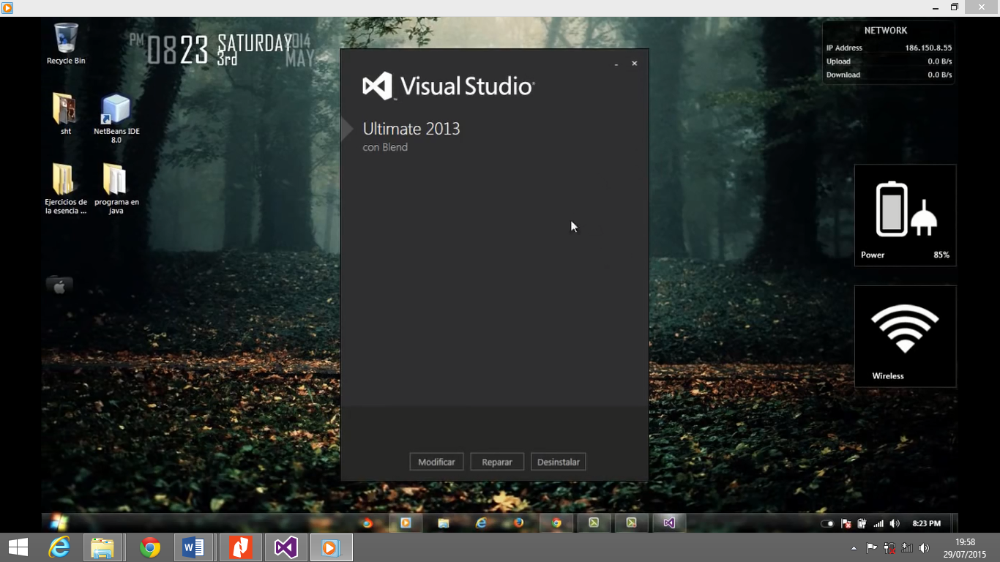 Recycle Bin
PM 08 23 SATURDAY 2014
3rd MAY
sht
NetBeans IDE
8.0
Ejercicios de
la esencia ...
programa en
java
Visual Studio
Ultimate 2013
con Blend
Modificar
Reparar
Desinstalar
NETWORK
IP Address 186.150.8.55
Upload 0.0 B/s
Download 0.0 B/s
Power 85%
Wireless
8:23 PM
19:58
29/07/2015